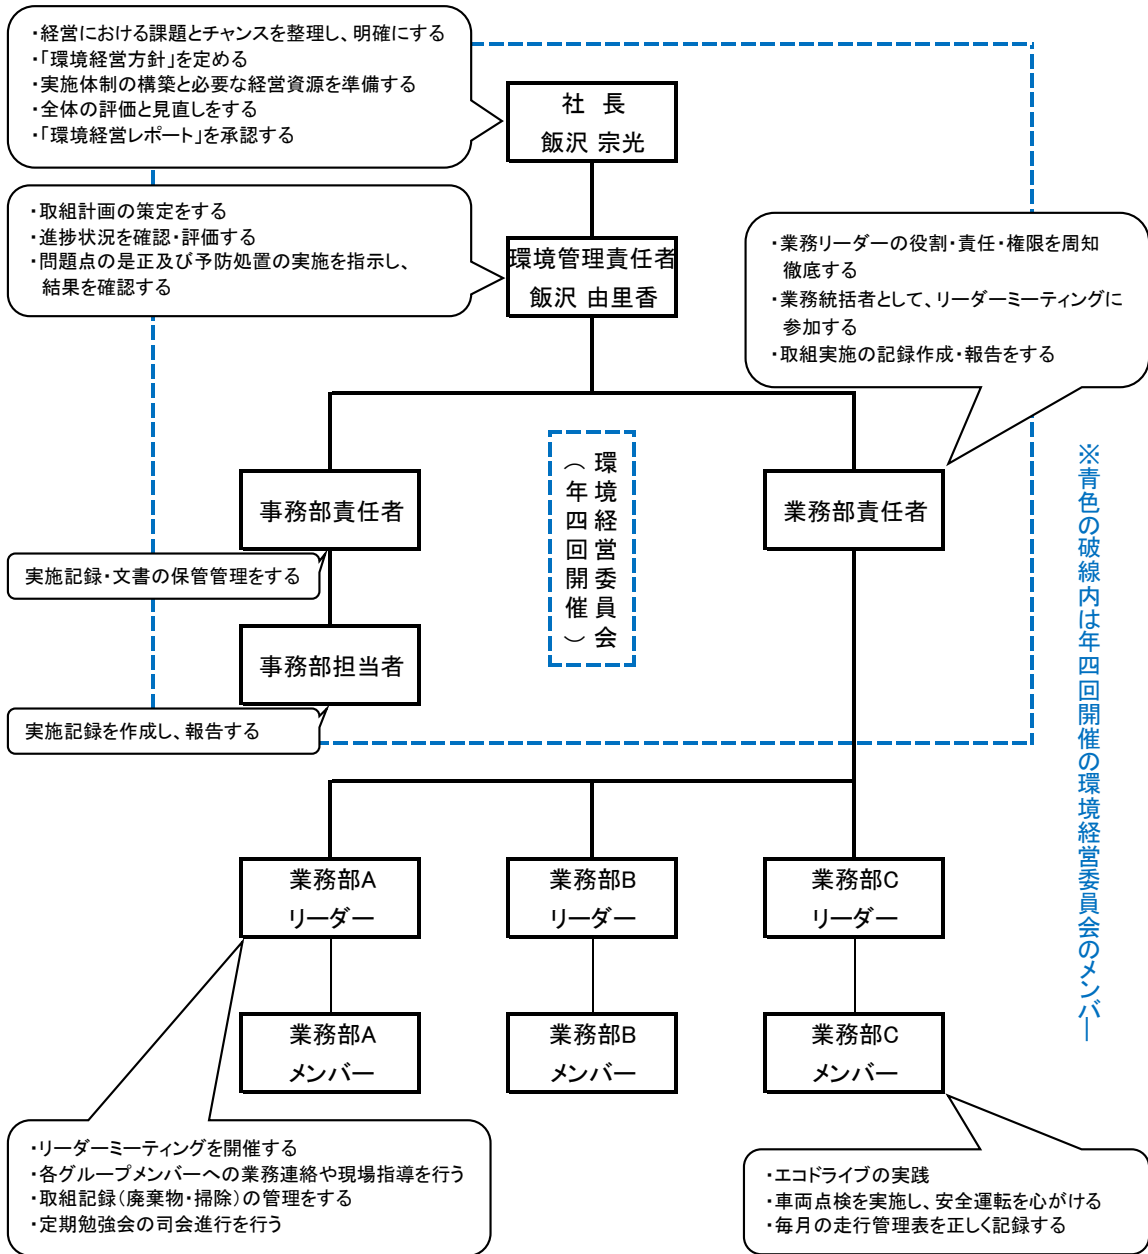 ・経営における課題とチャンスを整理し、明確にする
・「環境経営方針」を定める
・実施体制の構築と必要な経営資源を準備する
・全体の評価と見直しをする
・「環境経営レポート」を承認する
社 長
飯沢 宗光
・取組計画の策定をする
・進捗状況を確認・評価する
・問題点の是正及び予防処置の実施を指示し、
結果を確認する
環境管理責任者
飯沢 由里香
・業務リーダーの役割・責任・権限を周知
徹底する
・業務統括者として、リーダーミーティングに
参加する
・取組実施の記録作成・報告をする
環境経営委員会
（年四回開催）
事務部責任者
業務部責任者
実施記録・文書の保管管理をする
事務部担当者
実施記録を作成し、報告する
※青色の破線内は年四回開催の環境経営委員会のメンバー
業務部A
リーダー
業務部B
リーダー
業務部C
リーダー
業務部A
メンバー
業務部B
メンバー
業務部C
メンバー
・リーダーミーティングを開催する
・各グループメンバーへの業務連絡や現場指導を行う
・取組記録（廃棄物・掃除）の管理をする
・定期勉強会の司会進行を行う
・エコドライブの実践
・車両点検を実施し、安全運転を心がける
・毎月の走行管理表を正しく記録する